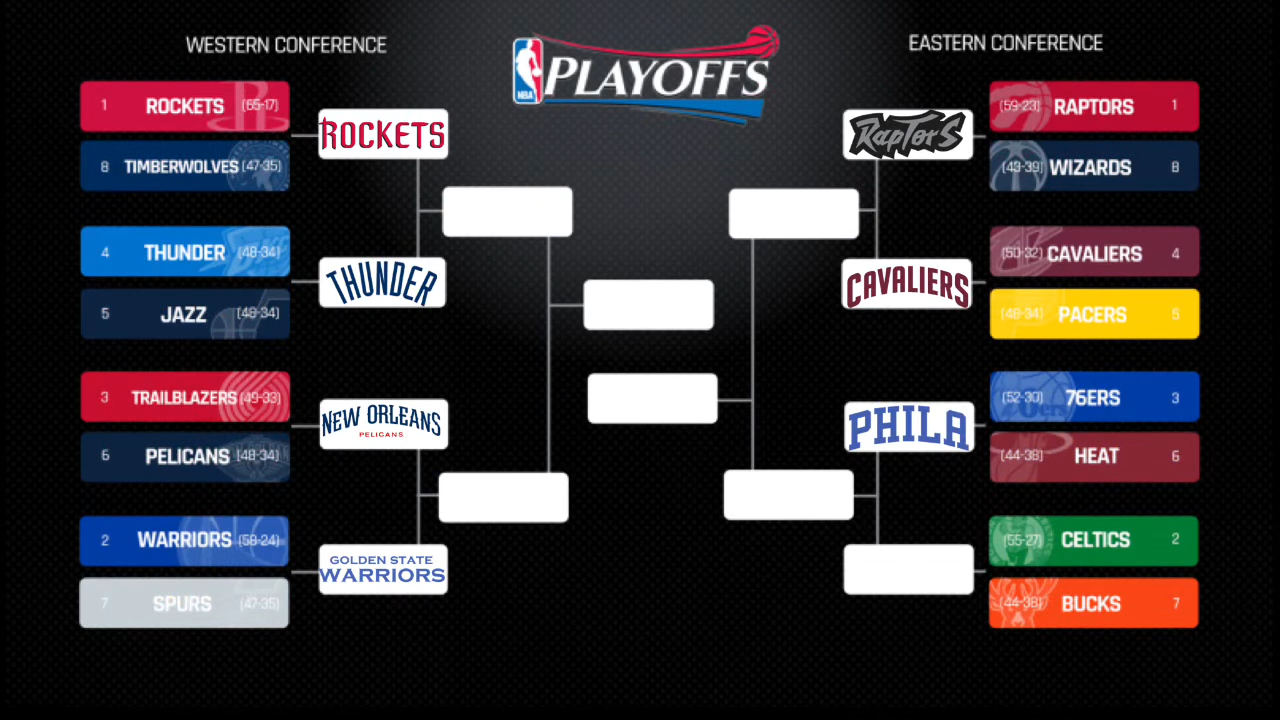 WESTERN CONFERENCE
EASTERN CONFERENCE
NBA
PLAYOFFS
1 ROCKETS (65-17)
8 TIMBERWOLVES (47-35)
4 THUNDER (48-34)
5 JAZZ (48-34)
3 TRAILBLAZERS (49-33)
6 PELICANS (48-34)
2 WARRIORS (58-24)
7 SPURS (47-35)
ROCKETS
THUNDER
NEW ORLEANS
PELICANS
GOLDEN STATE
WARRIORS
RAPTORS
CAVALIERS
PHILA
(59-23) RAPTORS 1
(43-39) WIZARDS 8
(50-32) CAVALIERS 4
(48-34) PACERS 5
(52-30) 76ERS 3
(44-38) HEAT 6
(55-27) CELTICS 2
(44-38) BUCKS 7